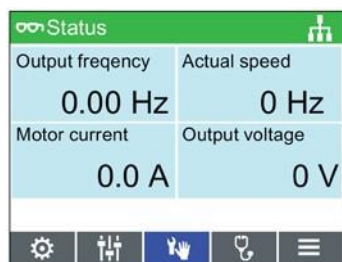 Status
Output freqency
Actual speed
0.00 Hz
0 Hz
Motor current
Output voltage
0.0 A
0 V